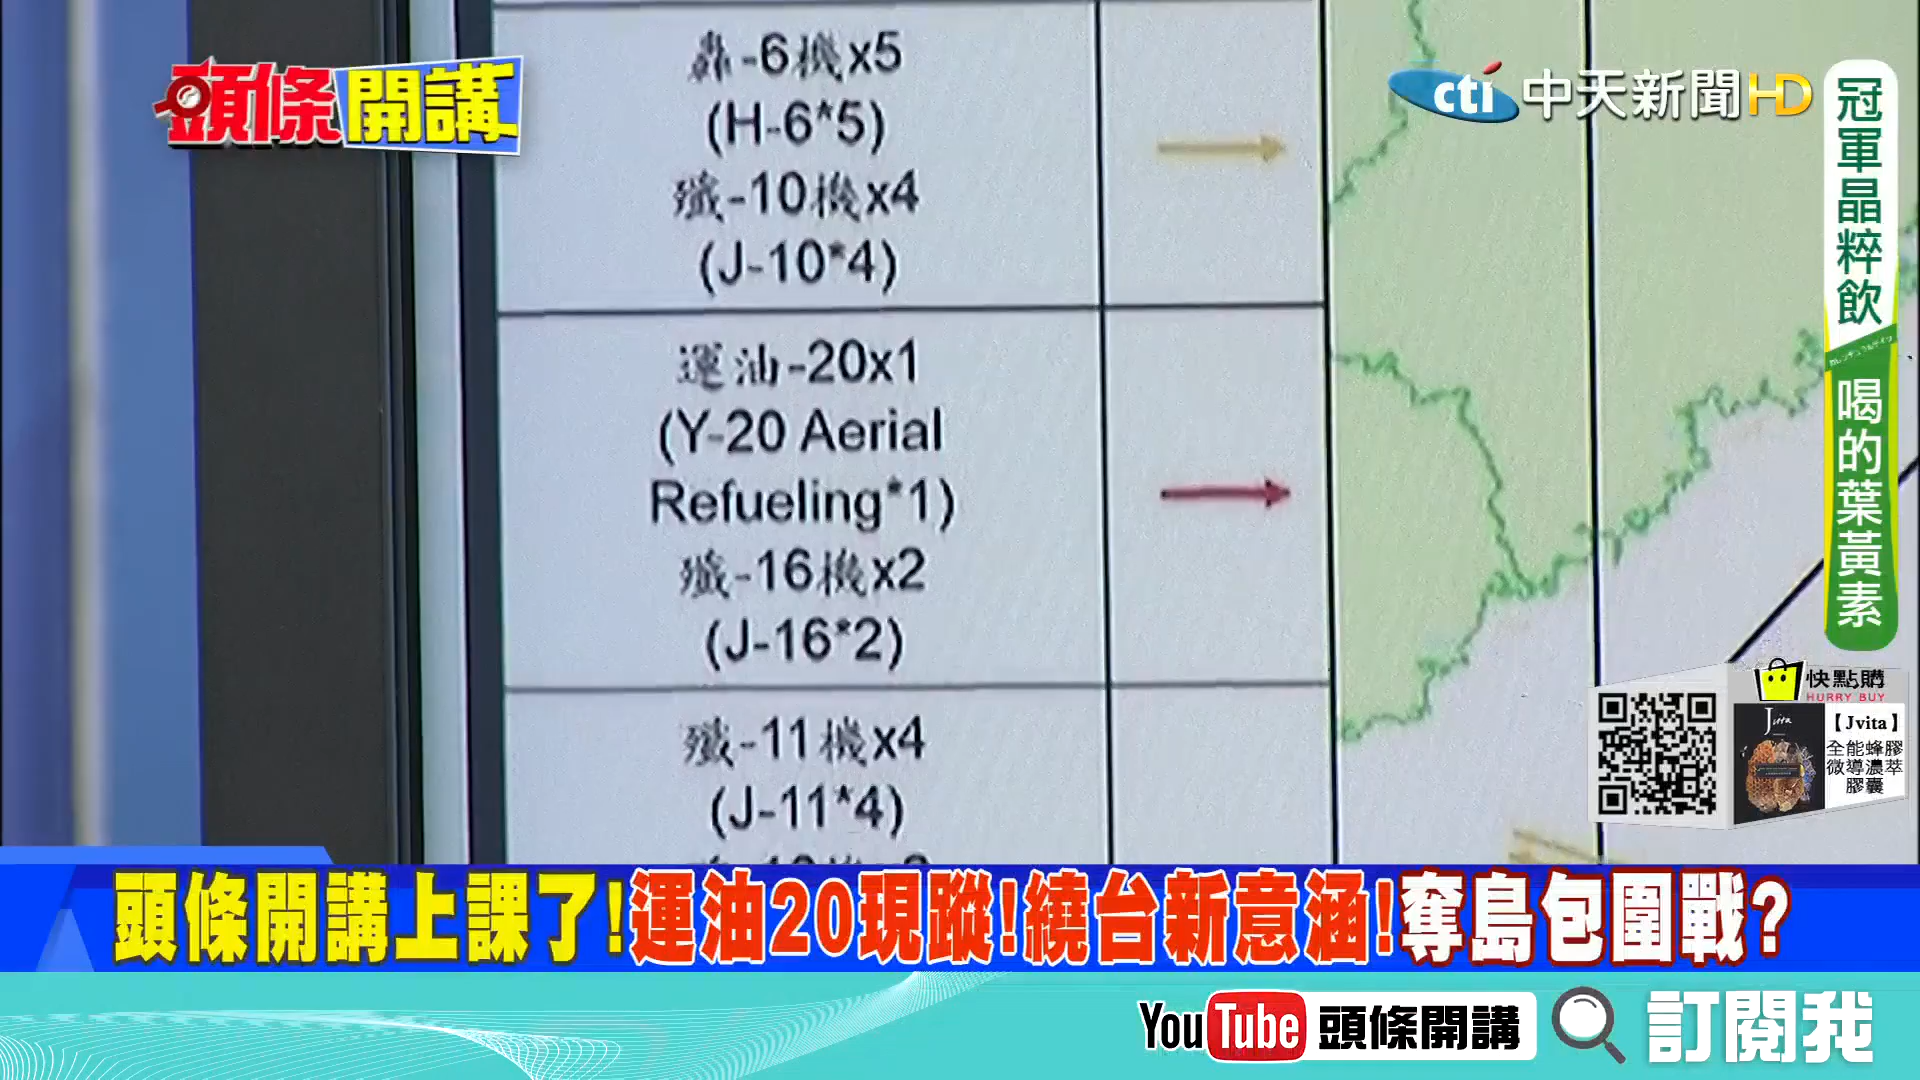 頭條開講
轟-6機x5
(H-6*5)
殲-10機x4
(J-10*4)
運油-20x1
(Y-20 Aerial
Refueling*1)
殲-16機x2
(J-16*2)
殲-11機x4
(J-11*4)
cti 中天新聞HD
冠軍晶粹飲
喝的葉黃素
快點購
HURRY BUY
Jvita
【Jvita】
全能蜂膠
微導濃萃
膠囊
頭條開講上課了!運油20現蹤!繞台新意涵!奪島包圍戰?
YouTube 頭條開講 訂閱我